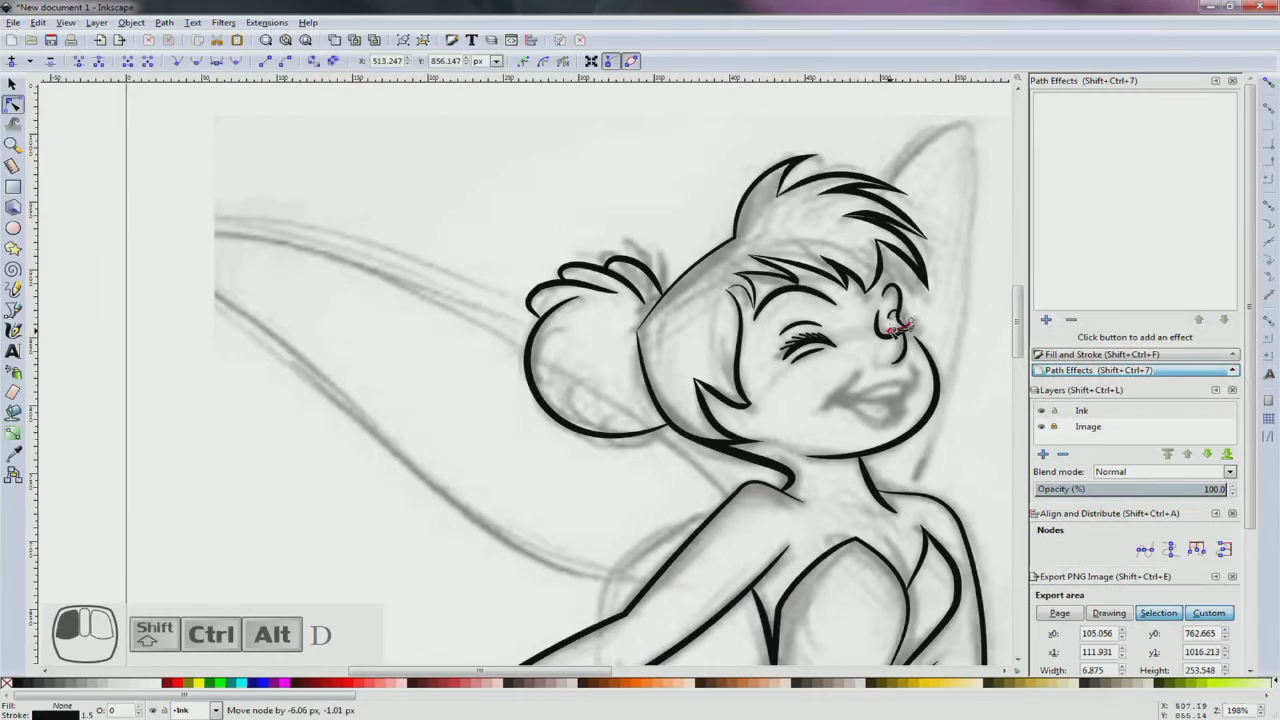 *New document 1 - Inkscape
File Edit View Layer Object Path Text Filters Extensions Help
X: 513.247 Y: 856.147 px
Path Effects (Shift+Ctrl+7)
Click button to add an effect
Fill and Stroke (Shift+Ctrl+F)
Path Effects (Shift+Ctrl+7)
Layers (Shift+Ctrl+L)
Ink
Image
Blend mode: Normal
Opacity (%) 100.0
Align and Distribute (Shift+Ctrl+A)
Nodes
Export PNG Image (Shift+Ctrl+E)
Export area
Page Drawing Selection Custom
x0: 105.056 y0: 762.665
x1: 111.931 y1: 1016.213
Width: 6.875 Height: 253.548
Shift Ctrl Alt D
Fill: None
Stroke: 1.5 O: 0 •Ink Move node by -6.06 px, -1.01 px
X: 507.19
Y: 856.14
Z: 198%